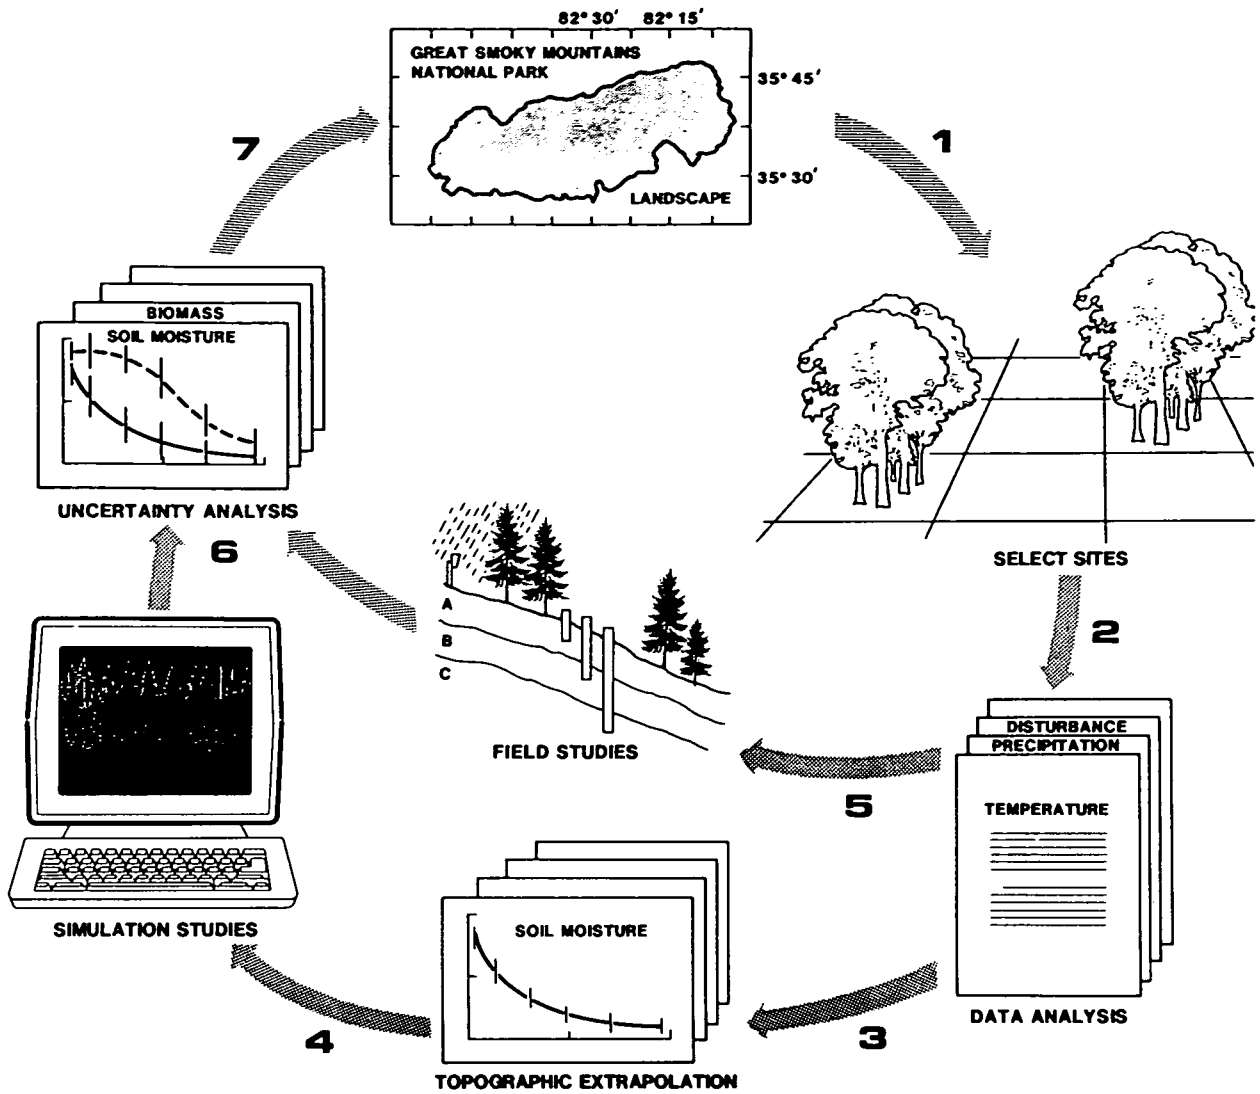 82° 30′ 82° 15′
GREAT SMOKY MOUNTAINS
NATIONAL PARK
35° 45′
35° 30′
LANDSCAPE
7
1
BIOMASS
SOIL MOISTURE
UNCERTAINTY ANALYSIS
6
SELECT SITES
2
A
B
C
FIELD STUDIES
5
DISTURBANCE
PRECIPITATION
TEMPERATURE
DATA ANALYSIS
3
SOIL MOISTURE
TOPOGRAPHIC EXTRAPOLATION
4
SIMULATION STUDIES